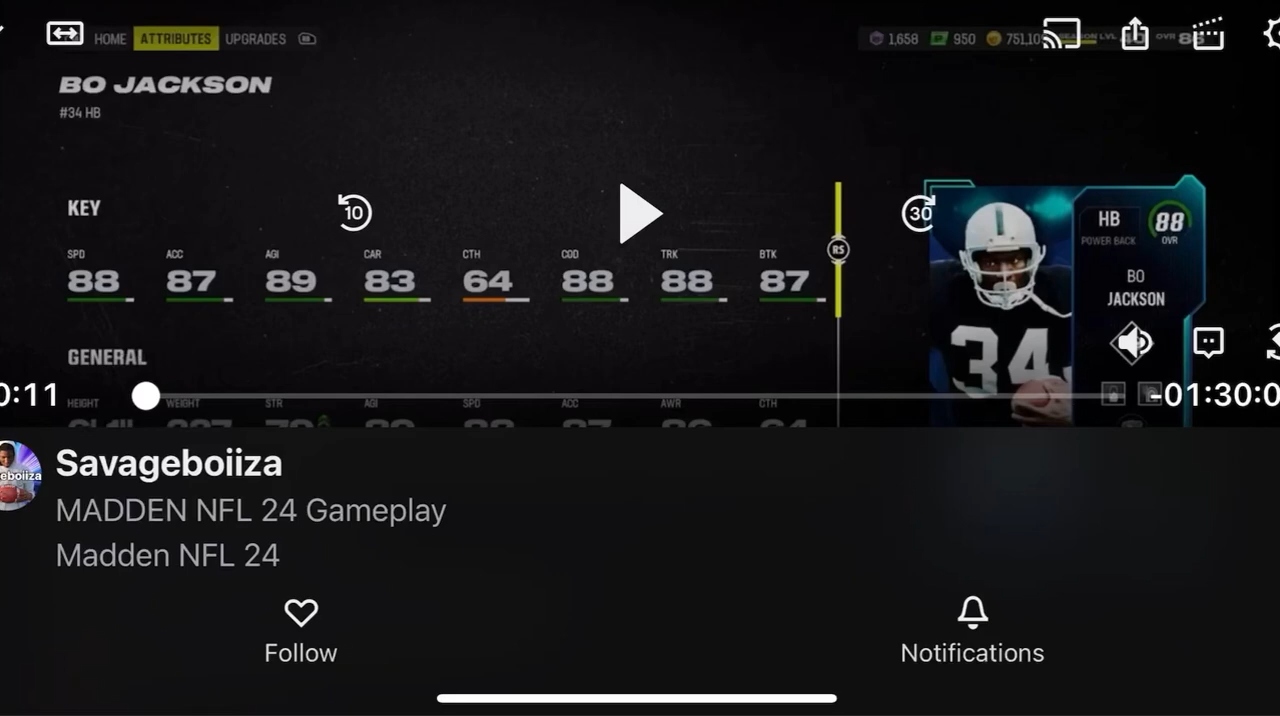 HOME ATTRIBUTES UPGRADES
1,658 950
BO JACKSON
#34 HB
KEY
10
30
SPD ACC AGI CAR CTH COD TRK BTK
88 87 89 83 64 88 88 87
RS
HB 88
POWER BACK OVR
BO
JACKSON
34
GENERAL
0:11
-01:30:0
HEIGHT WEIGHT STR AGI SPD ACC AWR CTH
eboiiza
Savageboiiza
MADDEN NFL 24 Gameplay
Madden NFL 24
Follow
Notifications